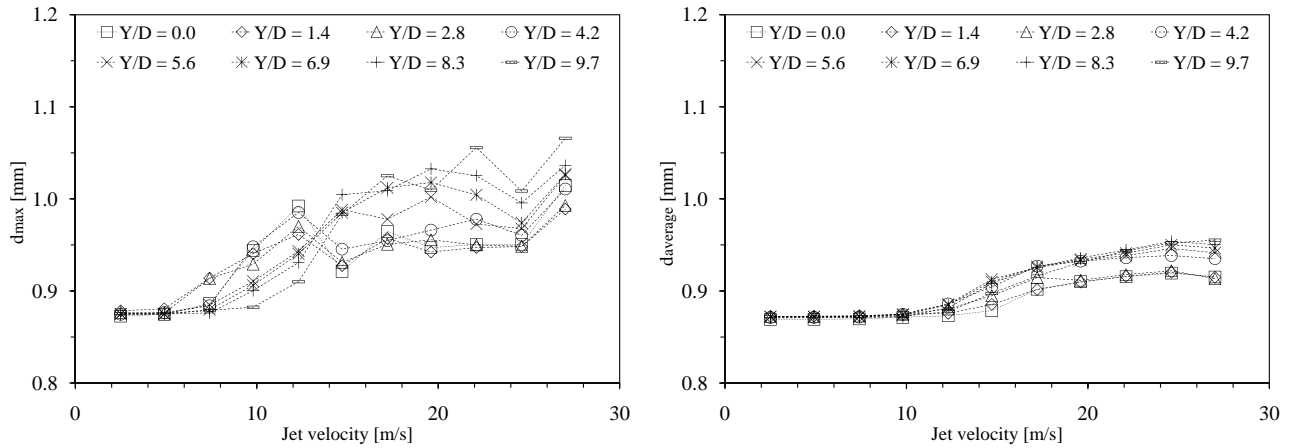 1.2
Y/D = 0.0 Y/D = 1.4 Y/D = 2.8 Y/D = 4.2
Y/D = 5.6 Y/D = 6.9 Y/D = 8.3 Y/D = 9.7
1.1
dmax [mm]
1.0
0.9
0.8
0 10 20 30
Jet velocity [m/s]
1.2
Y/D = 0.0 Y/D = 1.4 Y/D = 2.8 Y/D = 4.2
Y/D = 5.6 Y/D = 6.9 Y/D = 8.3 Y/D = 9.7
1.1
daverage [mm]
1.0
0.9
0.8
0 10 20 30
Jet velocity [m/s]